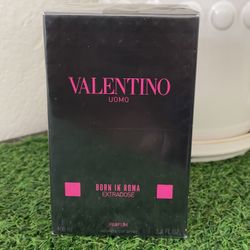 VALENTINO
UOMO
BORN IN ROMA
EXTRADOSE
PARFUM